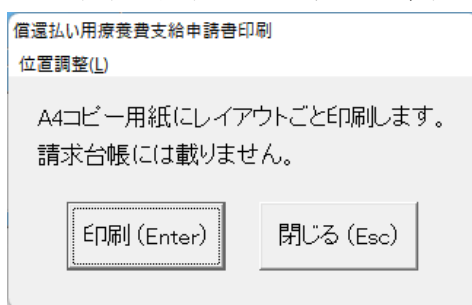 償還払い用療養費支給申請書印刷
位置調整(L)
A4コピー用紙にレイアウトごと印刷します。
請求台帳には載りません。
印刷(Enter)
閉じる(Esc)